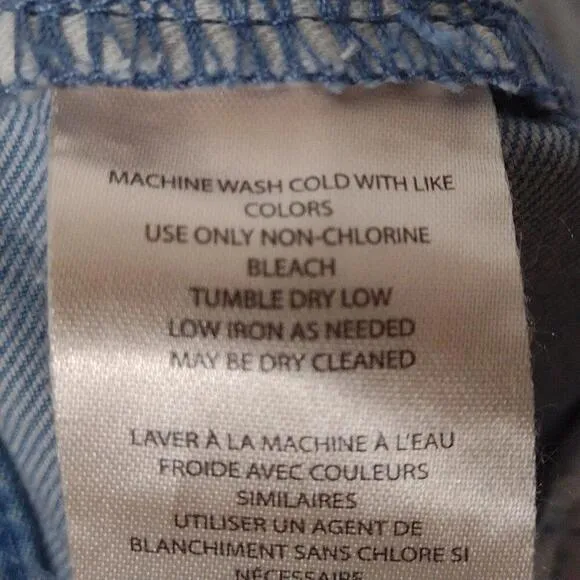 MACHINE WASH COLD WITH LIKE
COLORS
USE ONLY NON-CHLORINE
BLEACH
TUMBLE DRY LOW
LOW IRON AS NEEDED
MAY BE DRY CLEANED
LAVER À LA MACHINE À L'EAU
FROIDE AVEC COULEURS
SIMILAIRES
UTILISER UN AGENT DE
BLANCHIMENT SANS CHLORE SI
NÉCESSAIRE